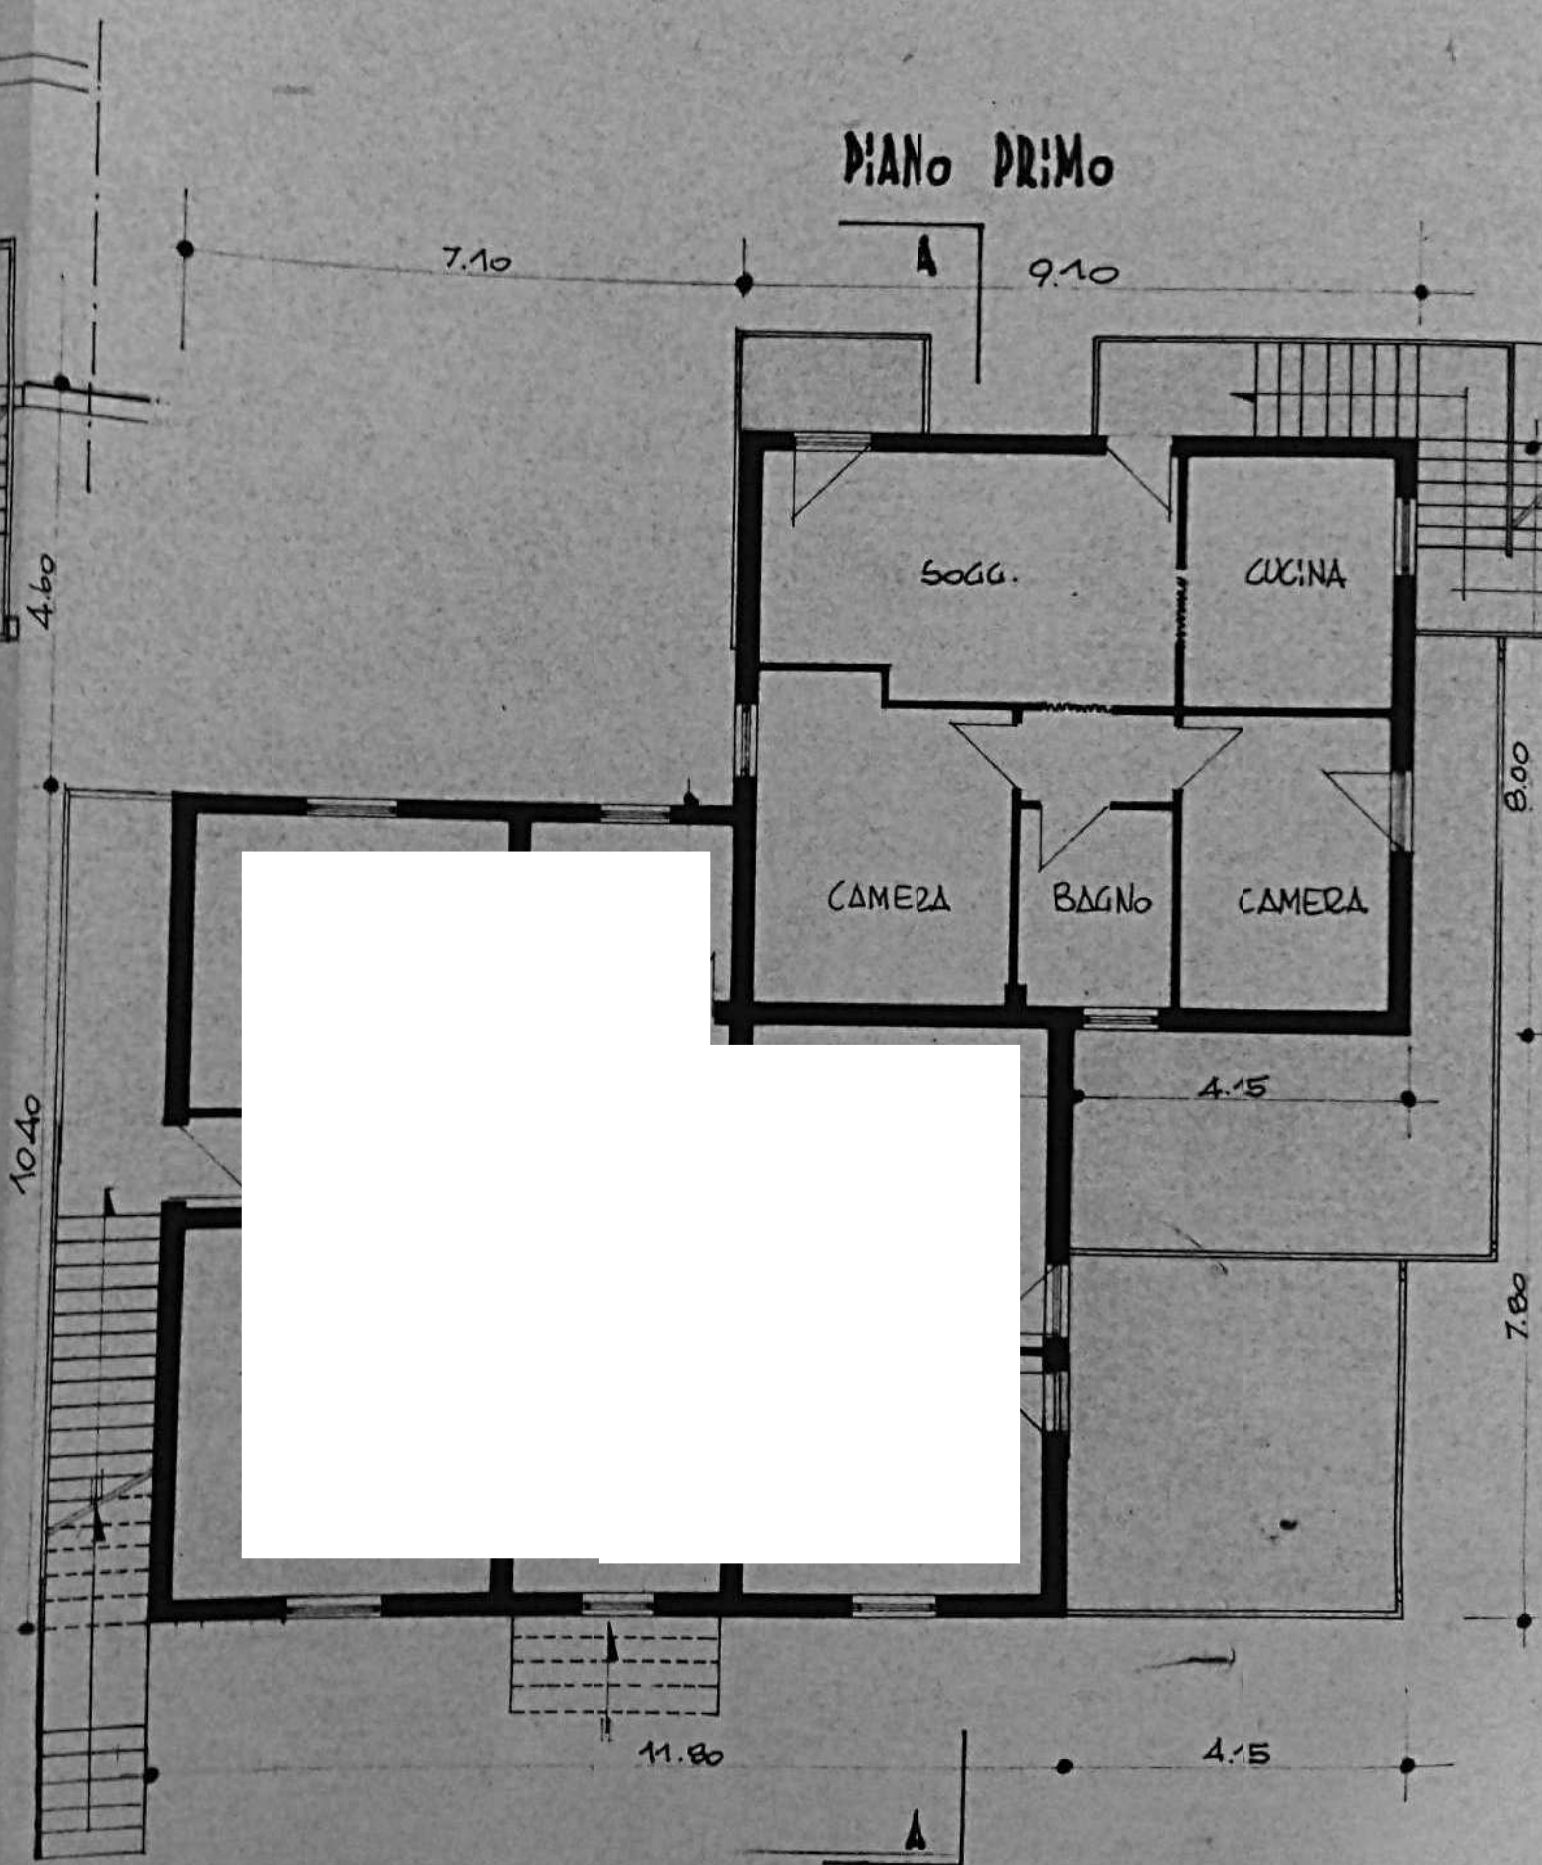 PIANO PRIMO
7.10
A
9.10
4.60
SOGG.
CUCINA
8.00
CAMERA
BAGNO
CAMERA
4.15
10.40
7.80
11.80
4.15
A